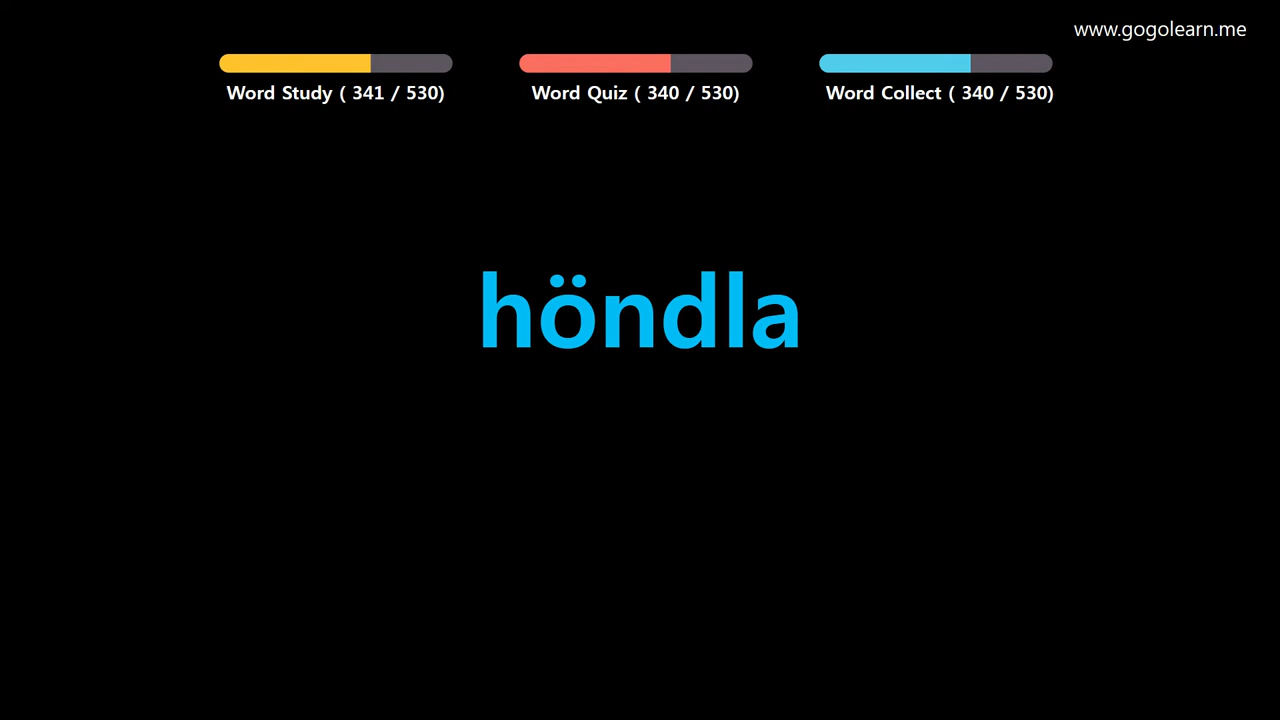 www.gogolearn.me
Word Study ( 341 / 530)
Word Quiz ( 340 / 530)
Word Collect ( 340 / 530)
höndla